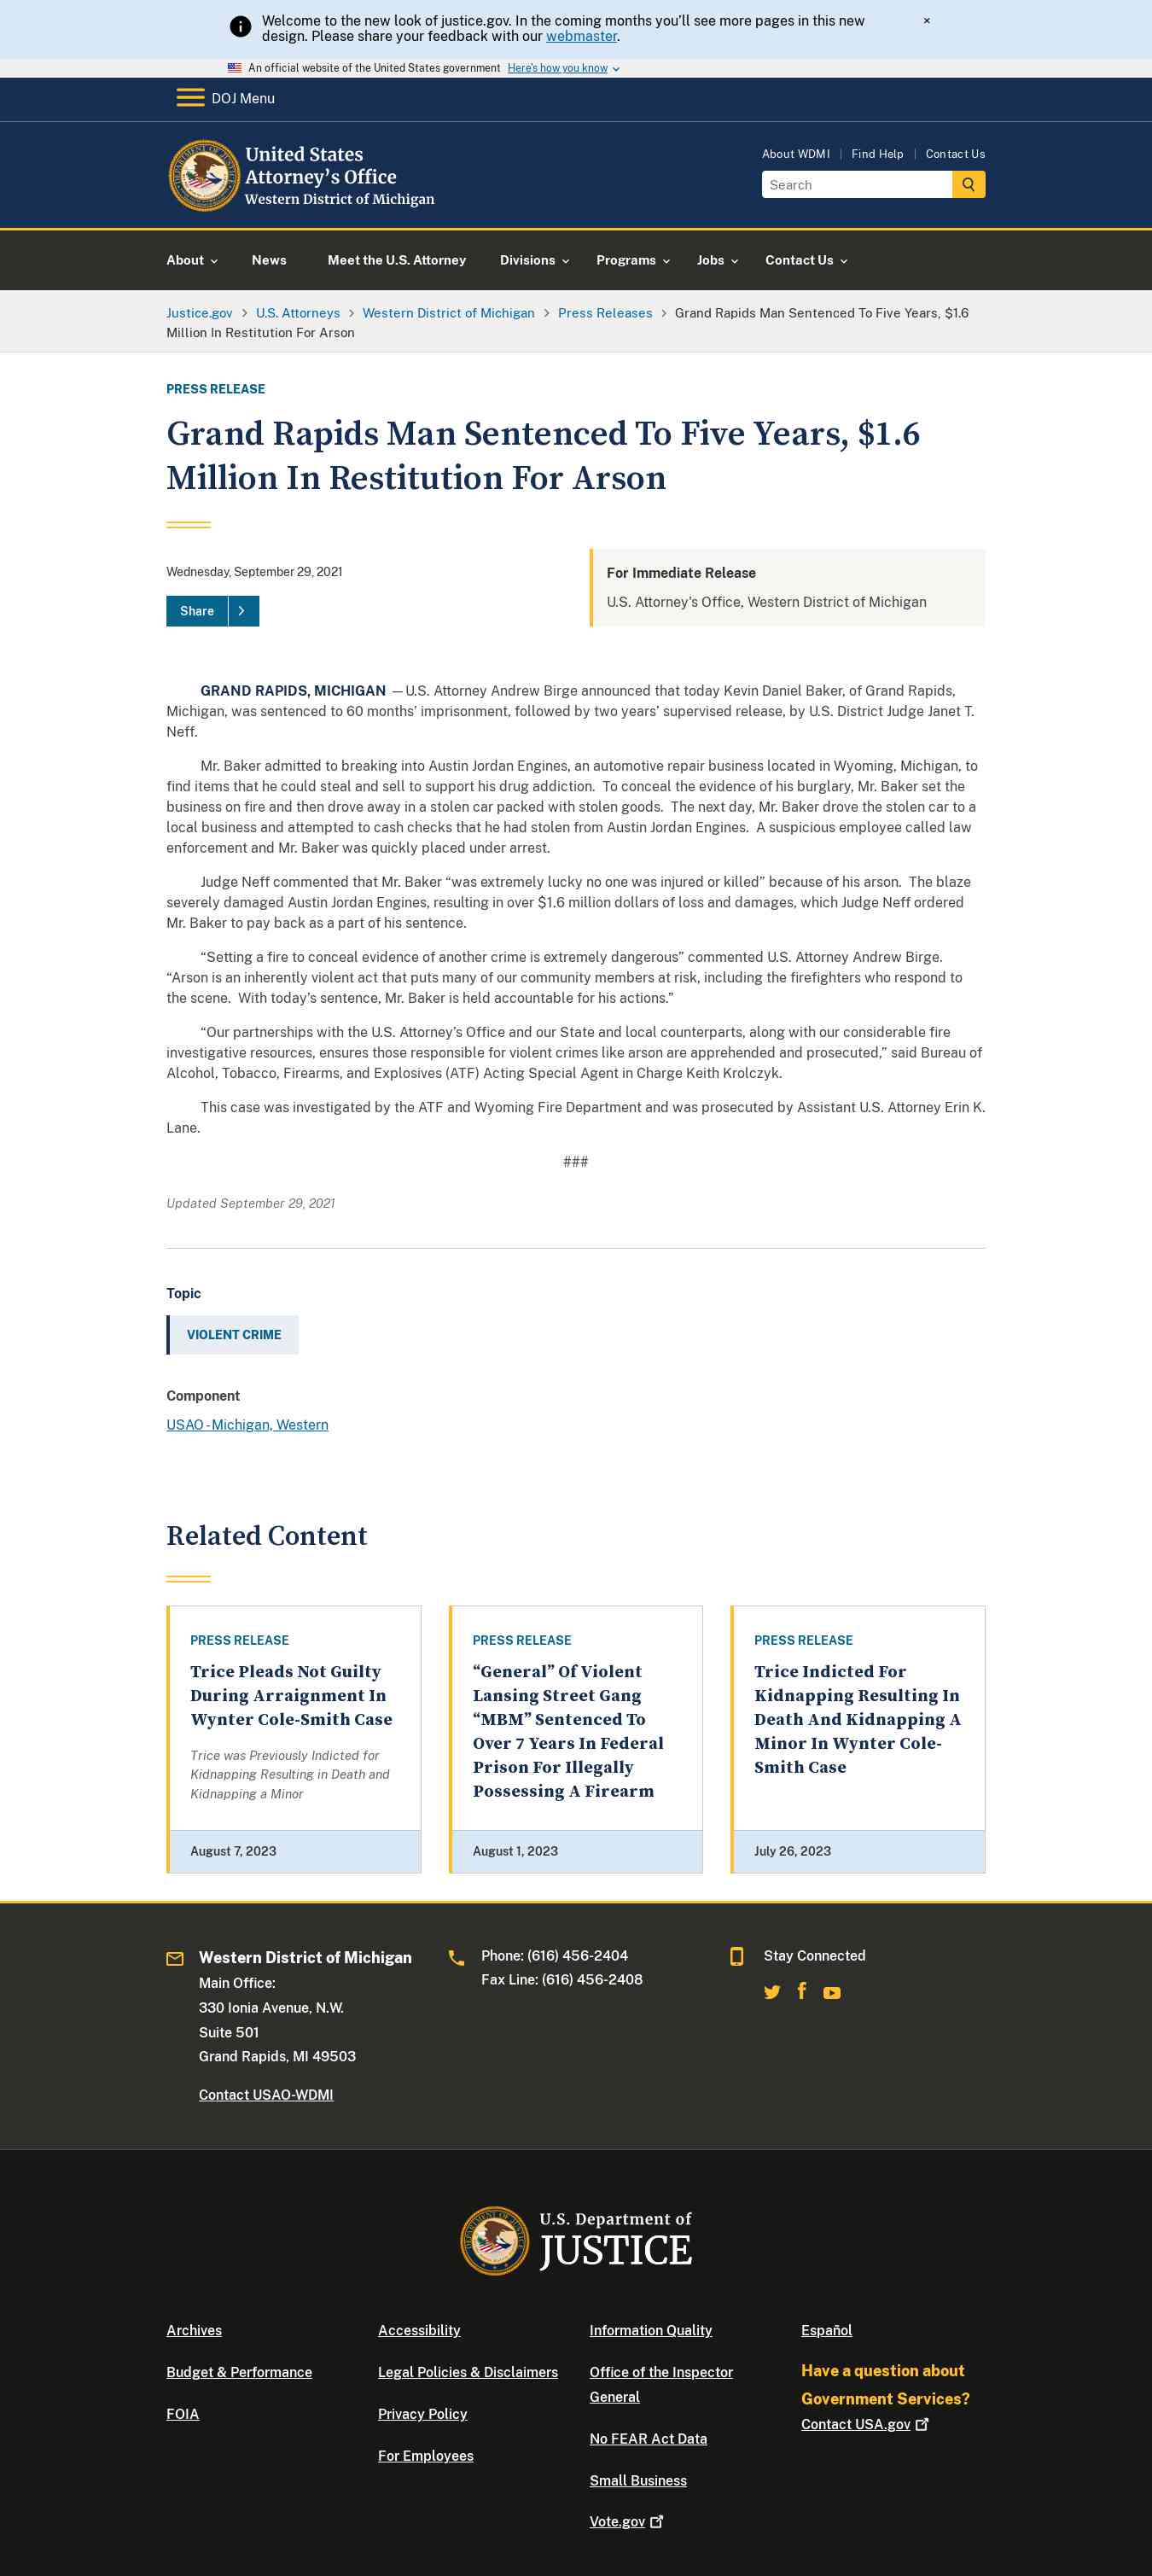 Welcome to the new look of justice.gov. In the coming months you'll see more pages in this new
design. Please share your feedback with our webmaster.
×
An official website of the United States government Here's how you know
DOJ Menu
United States
Attorney's Office
Western District of Michigan
About WDMI | Find Help | Contact Us
Search
About News Meet the U.S. Attorney Divisions Programs Jobs Contact Us
Justice.gov > U.S. Attorneys > Western District of Michigan > Press Releases > Grand Rapids Man Sentenced To Five Years, $1.6
Million In Restitution For Arson
PRESS RELEASE
Grand Rapids Man Sentenced To Five Years, $1.6
Million In Restitution For Arson
Wednesday, September 29, 2021
Share >
For Immediate Release
U.S. Attorney's Office, Western District of Michigan
GRAND RAPIDS, MICHIGAN — U.S. Attorney Andrew Birge announced that today Kevin Daniel Baker, of Grand Rapids,
Michigan, was sentenced to 60 months’ imprisonment, followed by two years’ supervised release, by U.S. District Judge Janet T.
Neff.
Mr. Baker admitted to breaking into Austin Jordan Engines, an automotive repair business located in Wyoming, Michigan, to
find items that he could steal and sell to support his drug addiction.  To conceal the evidence of his burglary, Mr. Baker set the
business on fire and then drove away in a stolen car packed with stolen goods.  The next day, Mr. Baker drove the stolen car to a
local business and attempted to cash checks that he had stolen from Austin Jordan Engines.  A suspicious employee called law
enforcement and Mr. Baker was quickly placed under arrest.
Judge Neff commented that Mr. Baker “was extremely lucky no one was injured or killed” because of his arson.  The blaze
severely damaged Austin Jordan Engines, resulting in over $1.6 million dollars of loss and damages, which Judge Neff ordered
Mr. Baker to pay back as a part of his sentence.
“Setting a fire to conceal evidence of another crime is extremely dangerous” commented U.S. Attorney Andrew Birge.
“Arson is an inherently violent act that puts many of our community members at risk, including the firefighters who respond to
the scene.  With today’s sentence, Mr. Baker is held accountable for his actions.”
“Our partnerships with the U.S. Attorney’s Office and our State and local counterparts, along with our considerable fire
investigative resources, ensures those responsible for violent crimes like arson are apprehended and prosecuted,” said Bureau of
Alcohol, Tobacco, Firearms, and Explosives (ATF) Acting Special Agent in Charge Keith Krolczyk.
This case was investigated by the ATF and Wyoming Fire Department and was prosecuted by Assistant U.S. Attorney Erin K.
Lane.
###
Updated September 29, 2021
Topic
VIOLENT CRIME
Component
USAO - Michigan, Western
Related Content
PRESS RELEASE
Trice Pleads Not Guilty
During Arraignment In
Wynter Cole-Smith Case
Trice was Previously Indicted for
Kidnapping Resulting in Death and
Kidnapping a Minor
August 7, 2023
PRESS RELEASE
“General” Of Violent
Lansing Street Gang
“MBM” Sentenced To
Over 7 Years In Federal
Prison For Illegally
Possessing A Firearm
August 1, 2023
PRESS RELEASE
Trice Indicted For
Kidnapping Resulting In
Death And Kidnapping A
Minor In Wynter Cole-
Smith Case
July 26, 2023
Western District of Michigan
Main Office:
330 Ionia Avenue, N.W.
Suite 501
Grand Rapids, MI 49503
Contact USAO-WDMI
Phone: (616) 456-2404
Fax Line: (616) 456-2408
Stay Connected
U.S. Department of
JUSTICE
Archives
Budget & Performance
FOIA
Accessibility
Legal Policies & Disclaimers
Privacy Policy
For Employees
Information Quality
Office of the Inspector
General
No FEAR Act Data
Small Business
Vote.gov
Español
Have a question about
Government Services?
Contact USA.gov